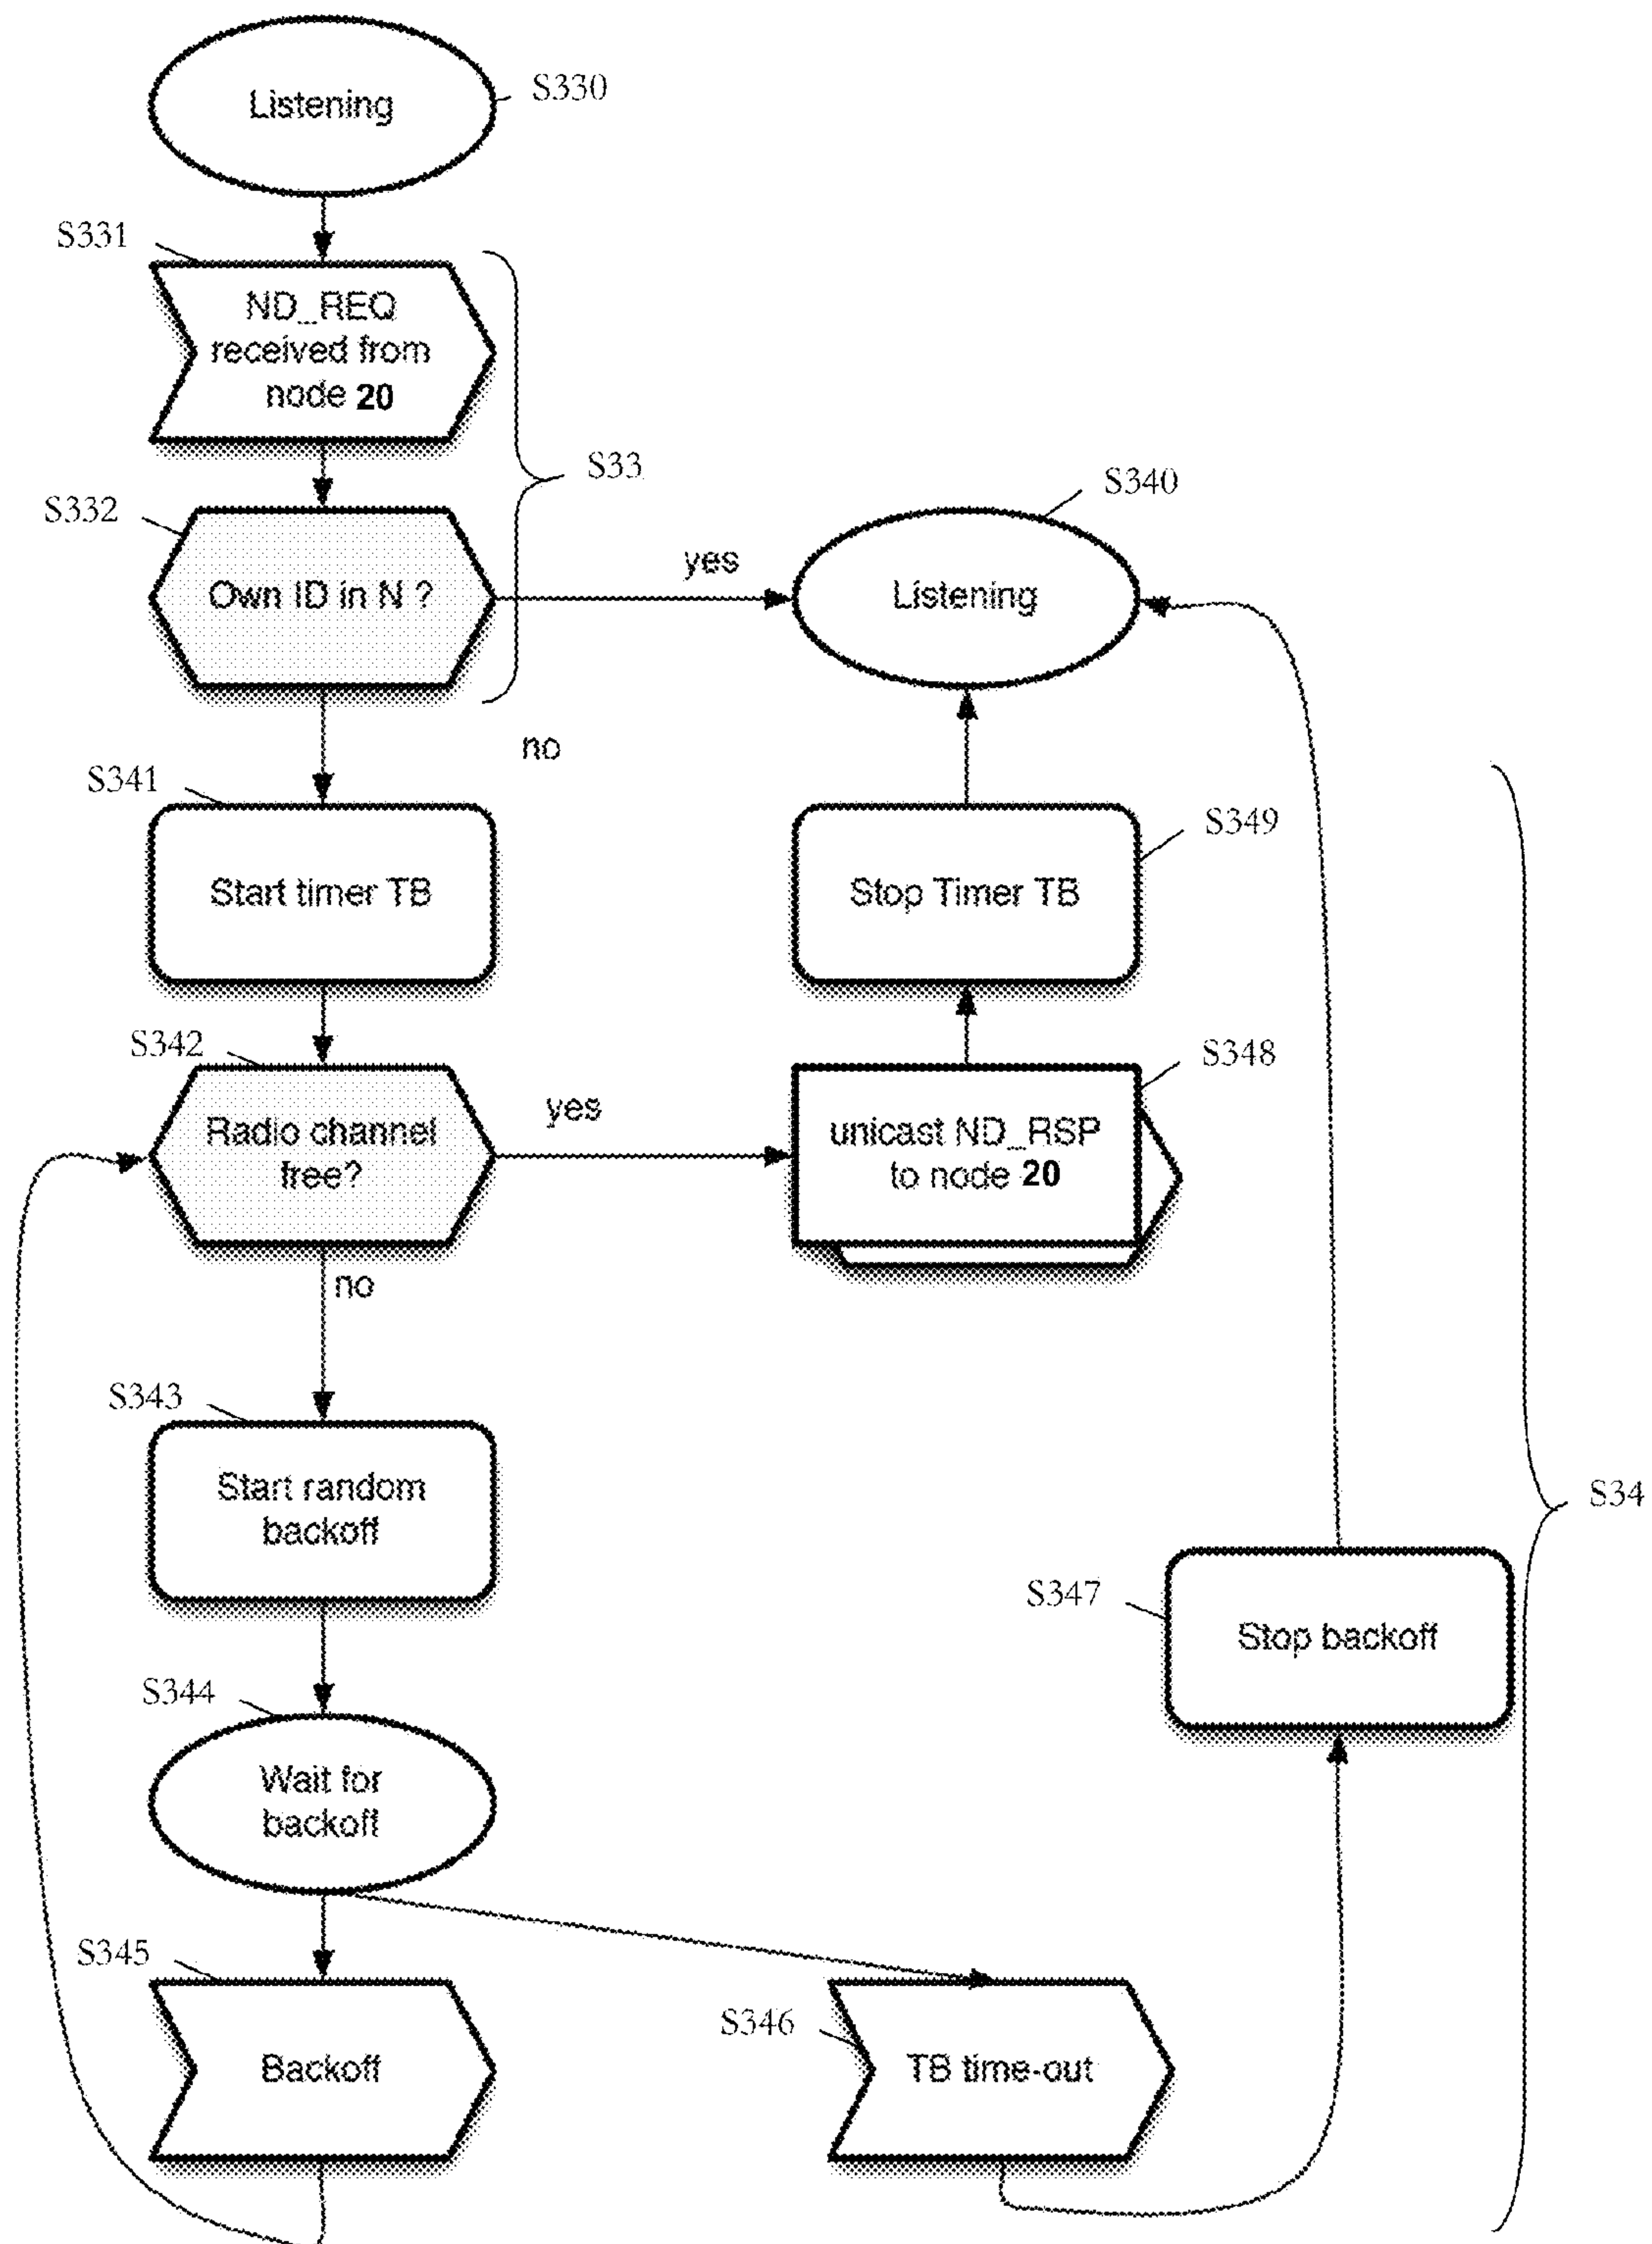 Listening
S330
S331
ND_REQ
received from
node 20
S33
S332
Own ID in N ?
yes
S340
Listening
no
S341
Start timer TB
S349
Stop Timer TB
S342
Radio channel
free?
yes
S348
unicast ND_RSP
to node 20
no
S343
Start random
backoff
S34
S347
Stop backoff
S344
Wait for
backoff
S345
Backoff
S346
TB time-out